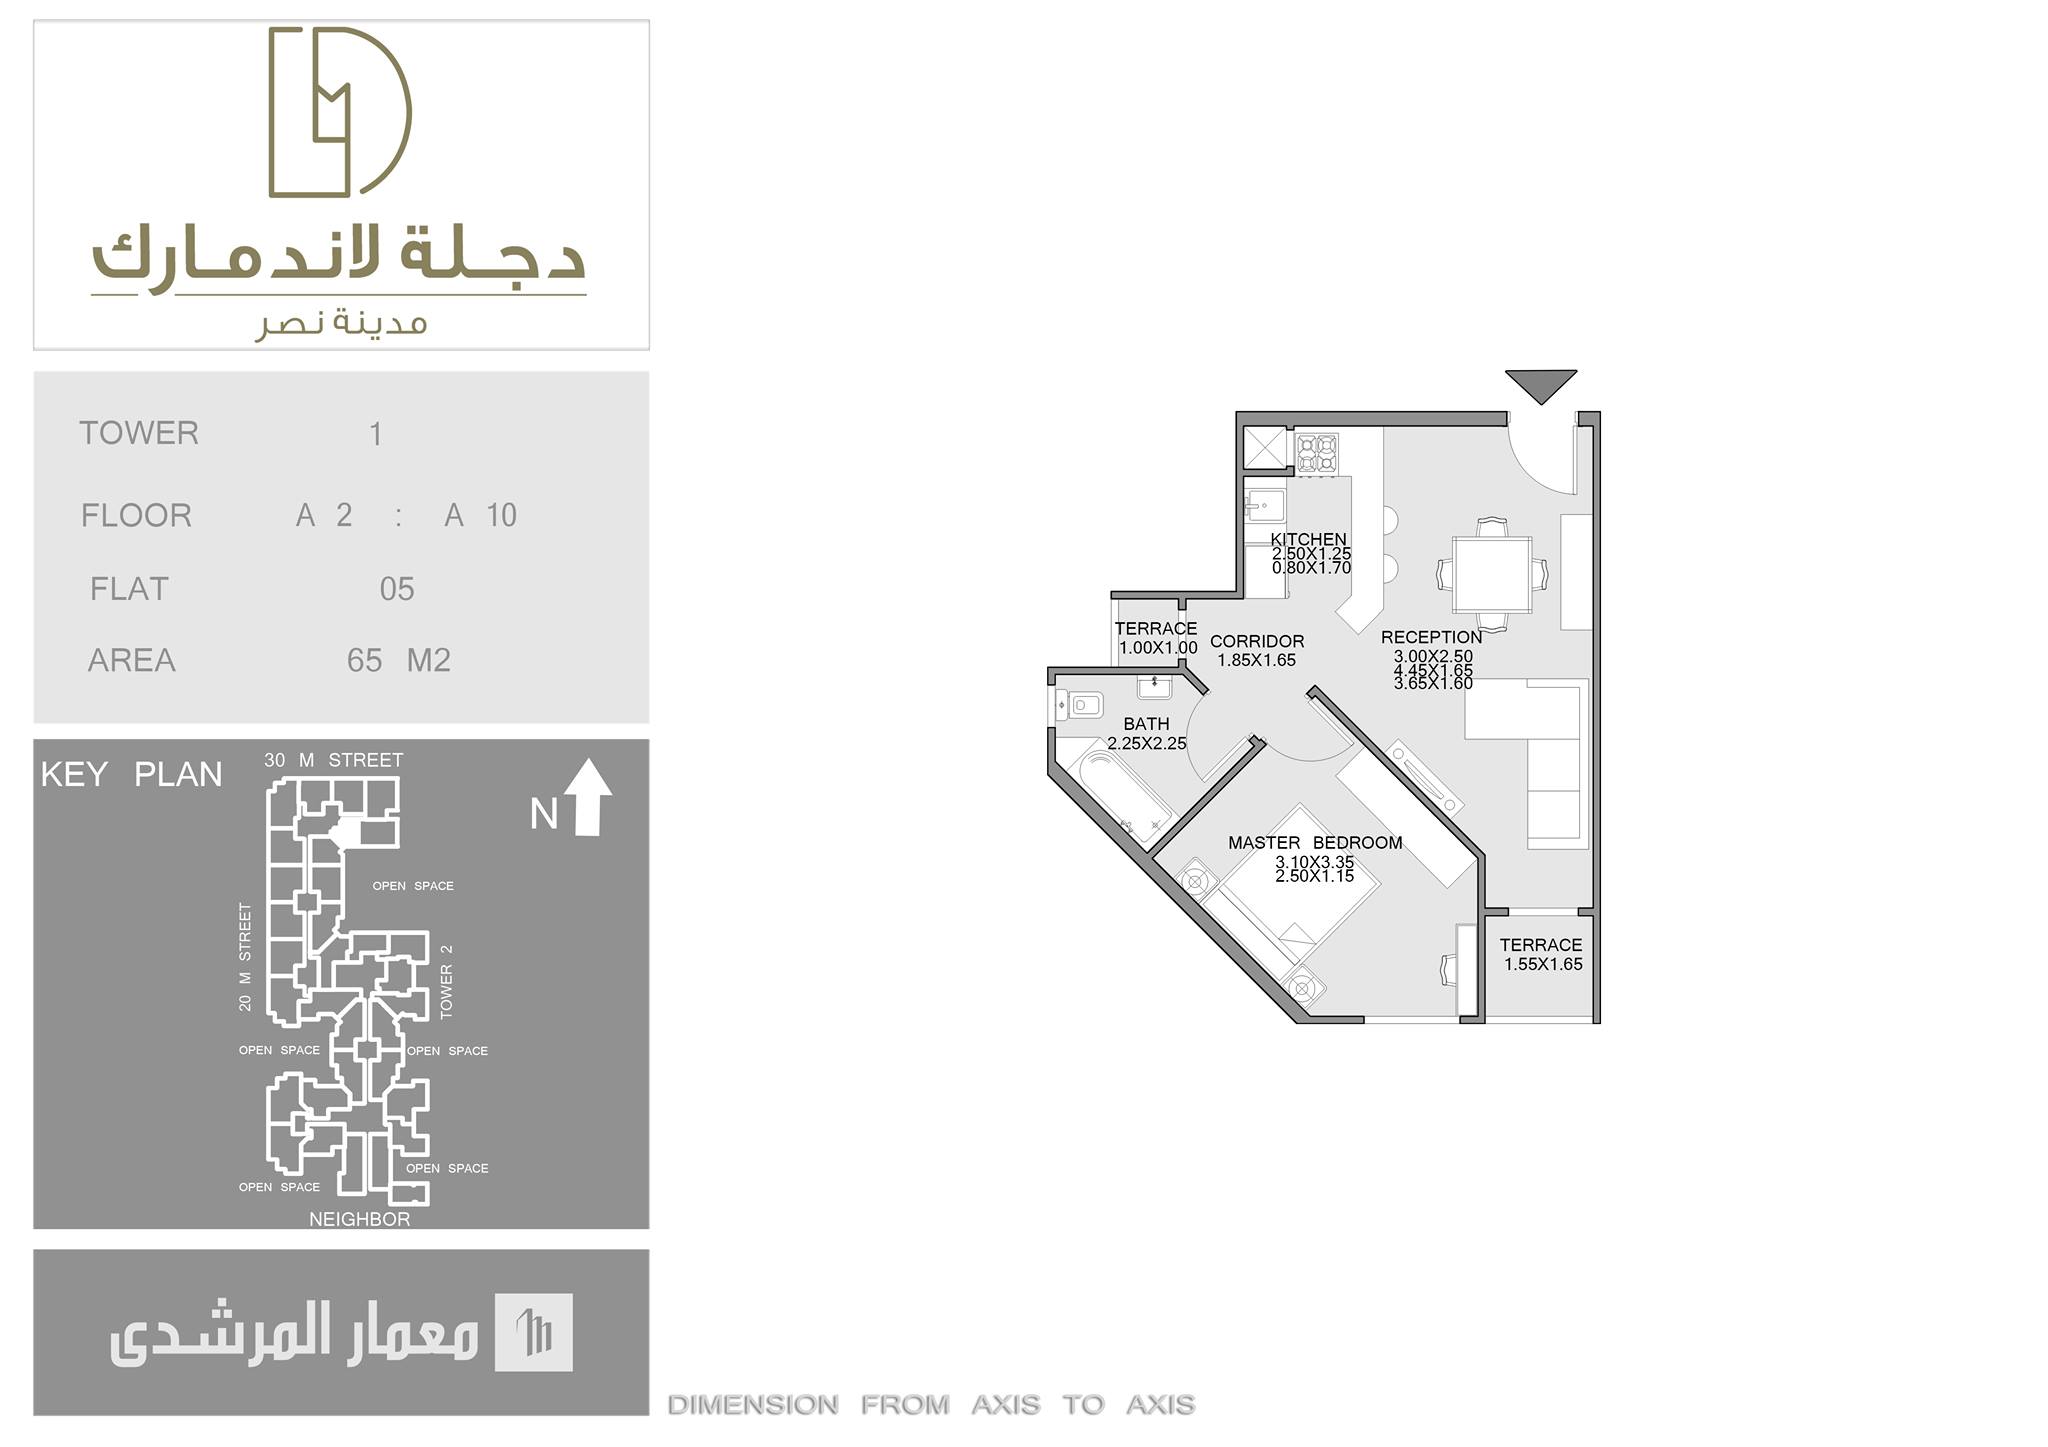 دجلة لاندمارك
مدينة نصر
TOWER 1
FLOOR A 2 : A 10
FLAT 05
AREA 65 M2
KEY PLAN
30 M STREET
N
OPEN SPACE
20 M STREET
TOWER 2
OPEN SPACE
OPEN SPACE
OPEN SPACE
OPEN SPACE
NEIGHBOR
معمار المرشدى
KITCHEN
2.50X1.25
0.80X1.70
TERRACE
1.00X1.00
CORRIDOR
1.85X1.65
RECEPTION
3.00X2.50
4.45X1.65
3.65X1.60
BATH
2.25X2.25
MASTER BEDROOM
3.10X3.35
2.50X1.15
TERRACE
1.55X1.65
DIMENSION FROM AXIS TO AXIS